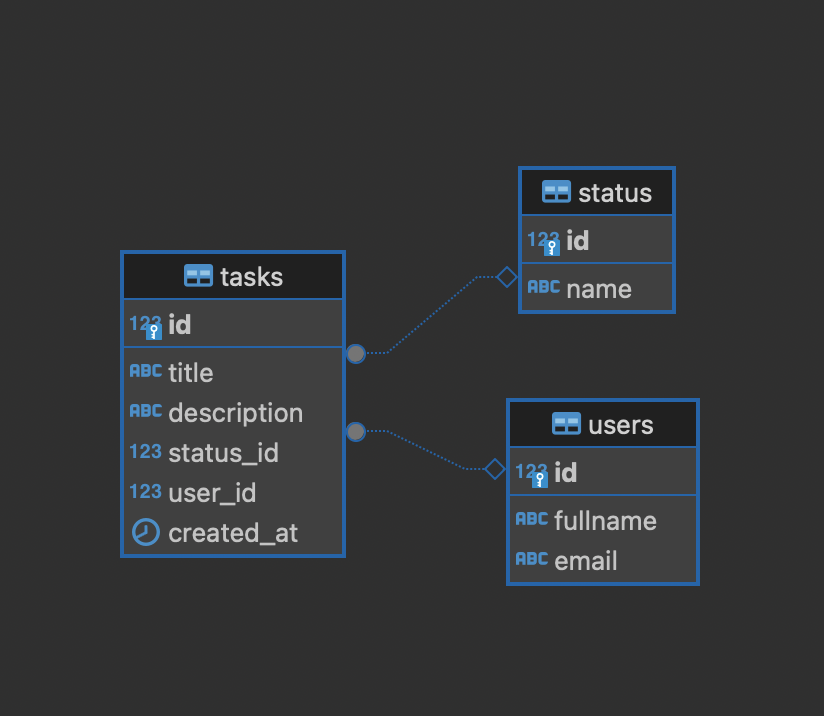 tasks
123 id
ABC title
ABC description
123 status_id
123 user_id
created_at
status
123 id
ABC name
users
123 id
ABC fullname
ABC email